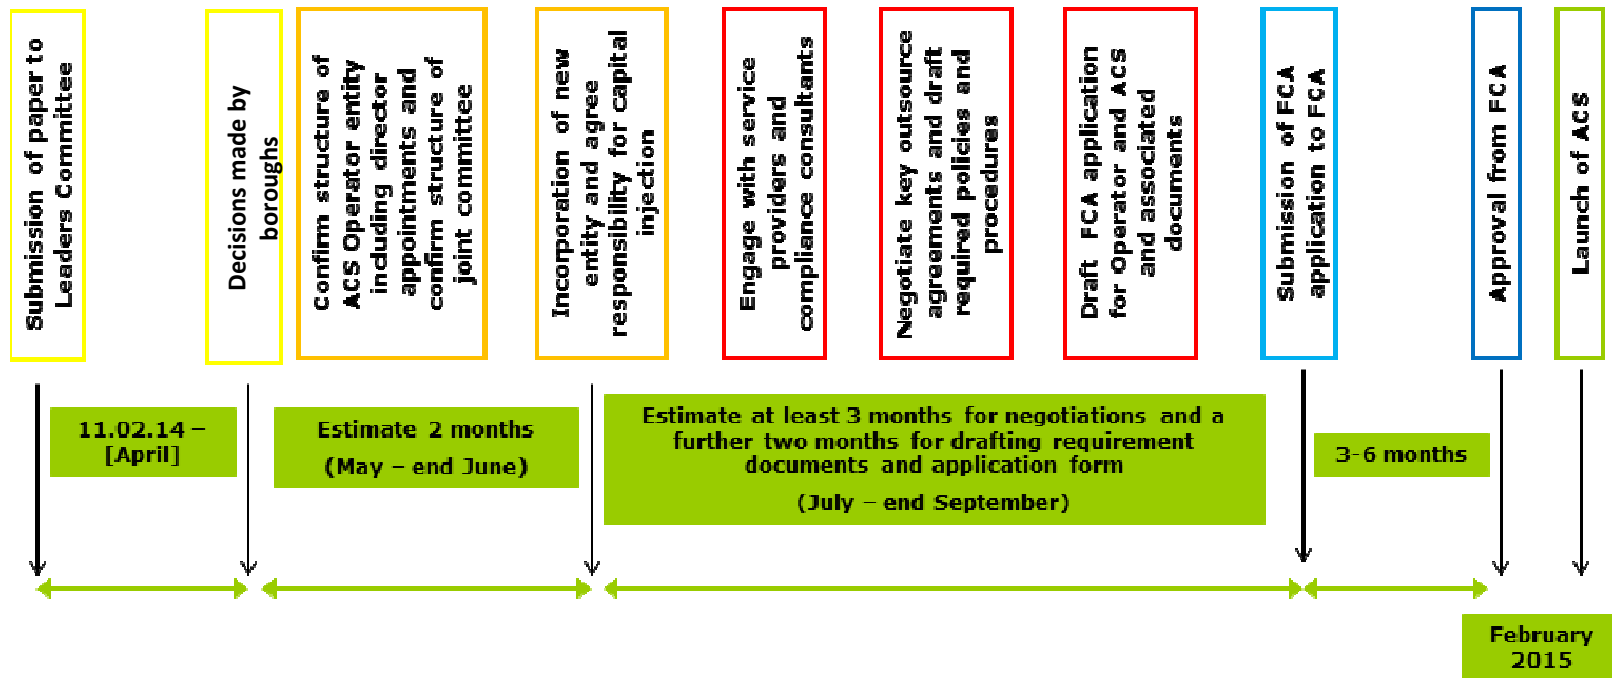 Submission of paper to
Leaders Committee
Decisions made by
boroughs
Confirm structure of
ACS Operator entity
including director
appointments and
confirm structure of
joint committee
Incorporation of new
entity and agree
responsibility for capital
injection
Engage with service
providers and
compliance consultants
Negotiate key outsource
agreements and draft
required policies and
procedures
Draft FCA application
for Operator and ACS
and associated
documents
Submission of FCA
application to FCA
Approval from FCA
Launch of ACS
11.02.14 –
[April]
Estimate 2 months
(May – end June)
Estimate at least 3 months for negotiations and a
further two months for drafting requirement
documents and application form
(July – end September)
3-6 months
February
2015